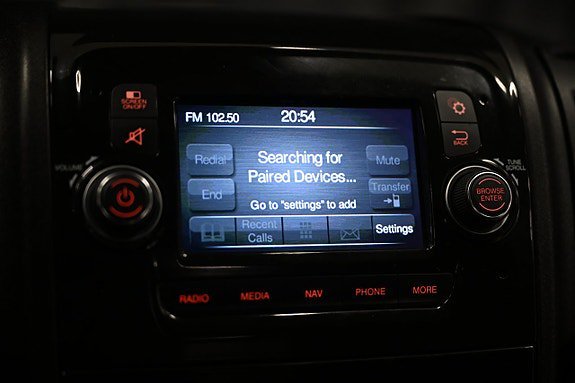 SCREEN
ON/OFF
FM 102.50
20:54
Redial
Searching for
Paired Devices...
Mute
End
Transfer
Go to "settings" to add
Recent
Calls
Settings
VOLUME
BACK
TUNE
SCROLL
BROWSE
ENTER
RADIO
MEDIA
NAV
PHONE
MORE